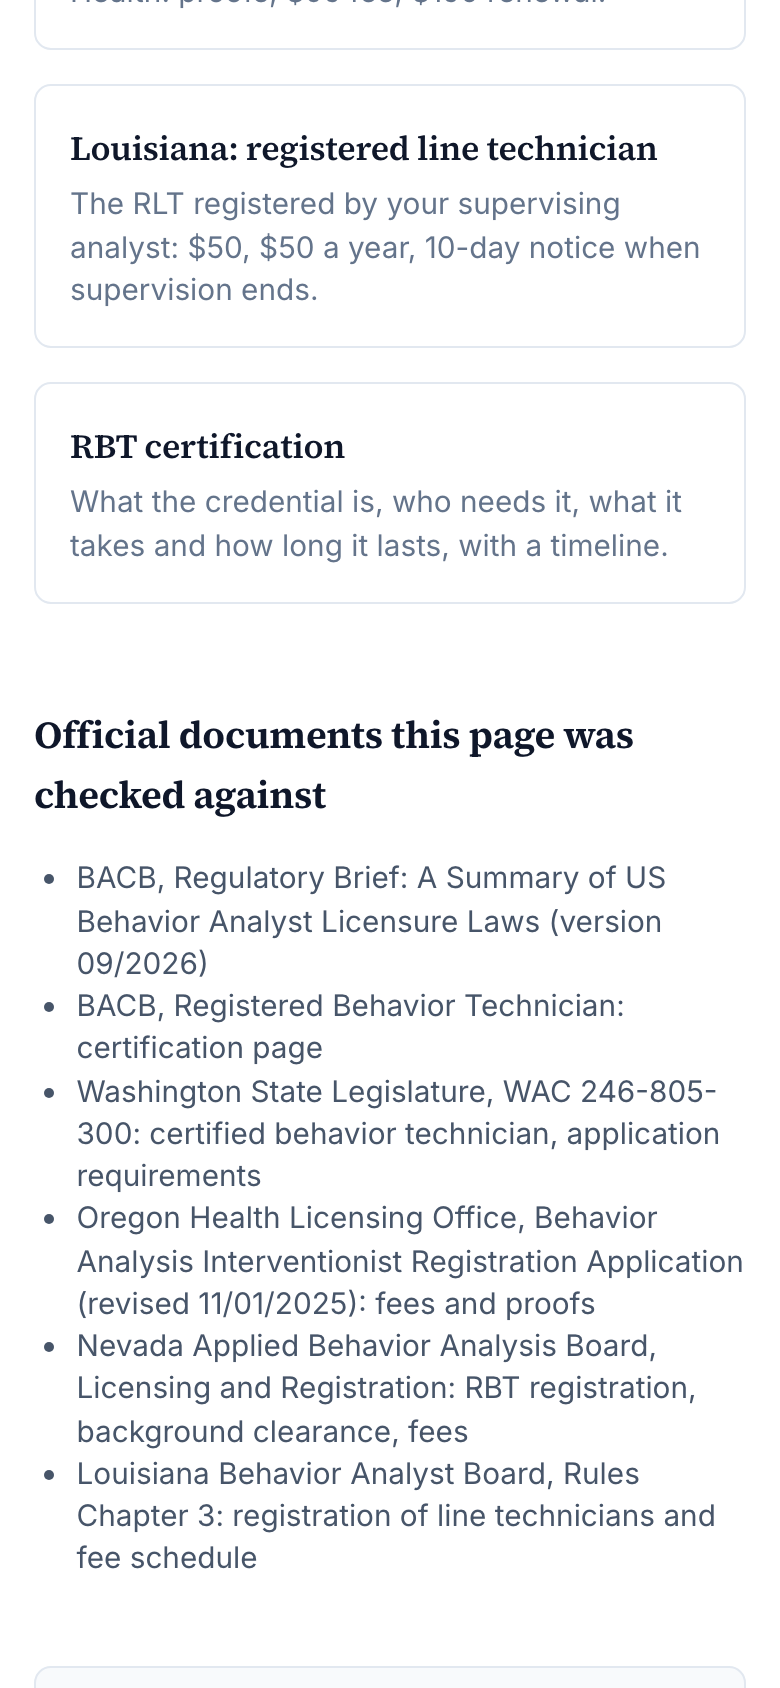 Louisiana: registered line technician
The RLT registered by your supervising
analyst: $50, $50 a year, 10-day notice when
supervision ends.
RBT certification
What the credential is, who needs it, what it
takes and how long it lasts, with a timeline.
Official documents this page was
checked against
• BACB, Regulatory Brief: A Summary of US
Behavior Analyst Licensure Laws (version
09/2026)
• BACB, Registered Behavior Technician:
certification page
• Washington State Legislature, WAC 246-805-
300: certified behavior technician, application
requirements
• Oregon Health Licensing Office, Behavior
Analysis Interventionist Registration Application
(revised 11/01/2025): fees and proofs
• Nevada Applied Behavior Analysis Board,
Licensing and Registration: RBT registration,
background clearance, fees
• Louisiana Behavior Analyst Board, Rules
Chapter 3: registration of line technicians and
fee schedule